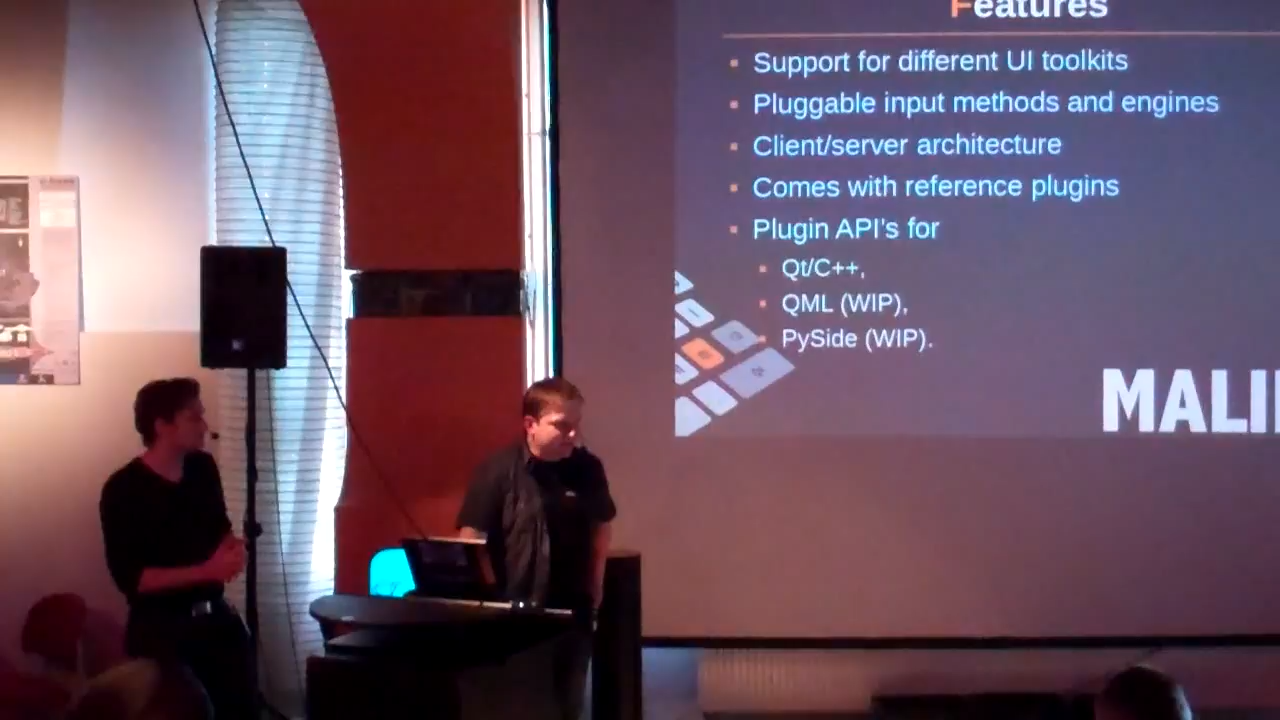 Features
Support for different UI toolkits
Pluggable input methods and engines
Client/server architecture
Comes with reference plugins
Plugin API's for
Qt/C++,
QML (WIP),
PySide (WIP).
MALI